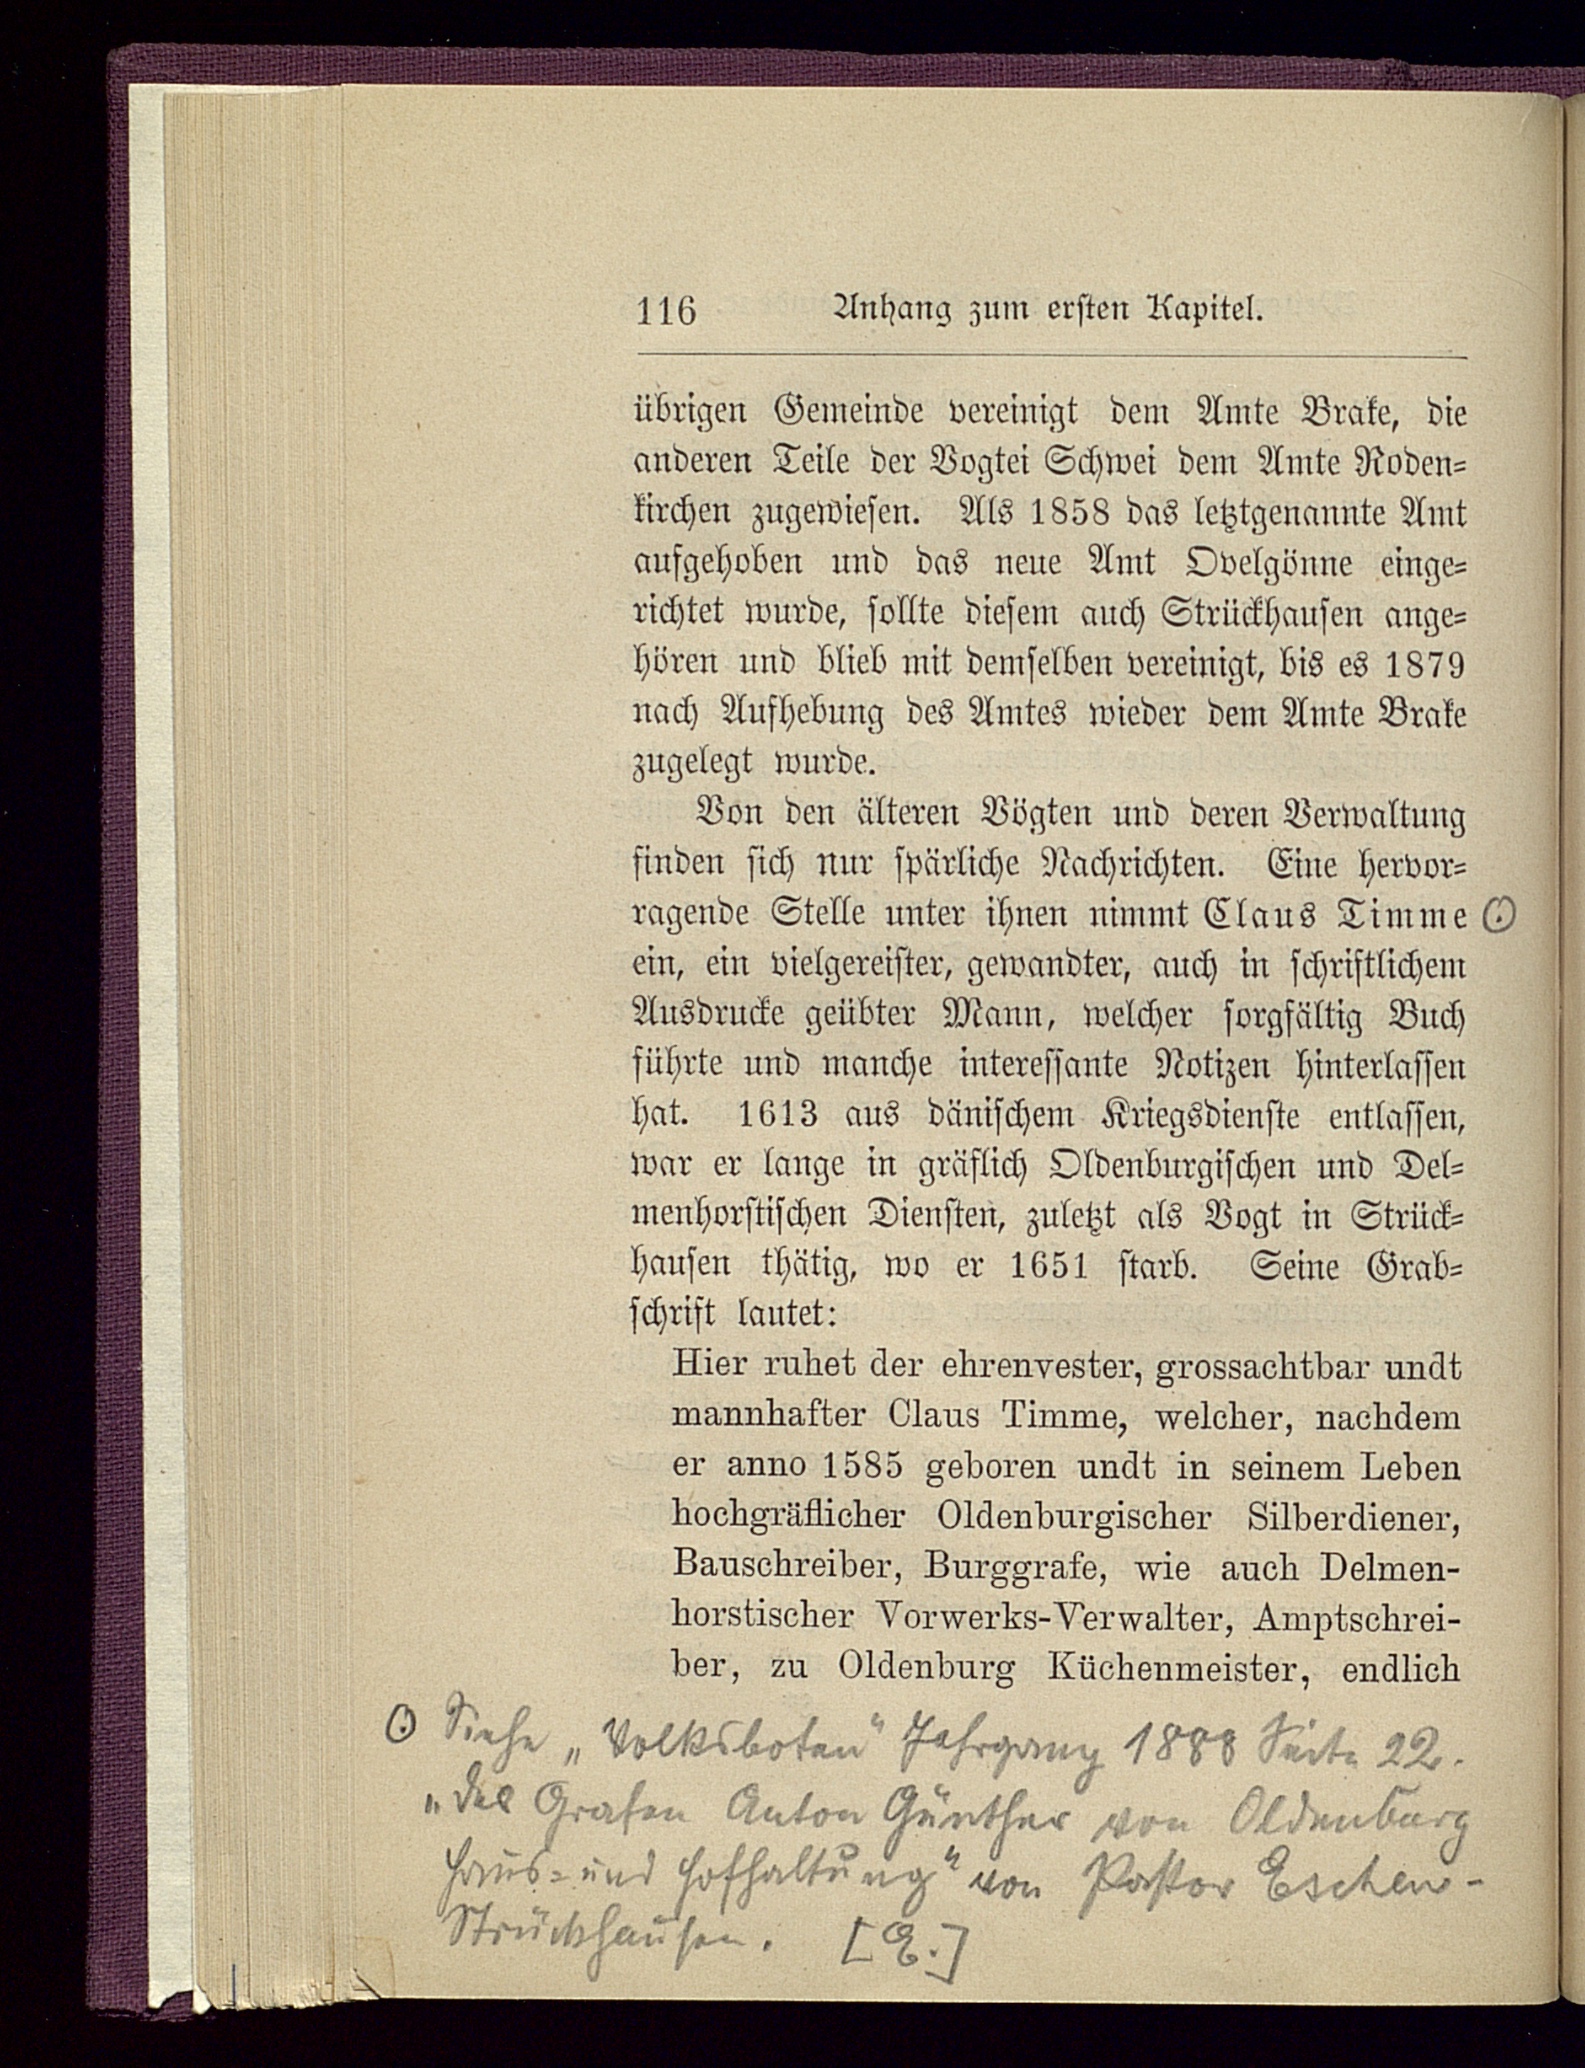 116 Anhang zum ersten Kapitel.
übrigen Gemeinde vereinigt dem Amte Brake, die
anderen Teile der Vogtei Schwei dem Amte Roden=
kirchen zugewiesen. Als 1858 das letztgenannte Amt
aufgehoben und das neue Amt Ovelgönne einge=
richtet wurde, sollte diesem auch Strückhausen ange=
hören und blieb mit demselben vereinigt, bis es 1879
nach Aufhebung des Amtes wieder dem Amte Brake
zugelegt wurde.
Von den älteren Vögten und deren Verwaltung
finden sich nur spärliche Nachrichten. Eine hervor=
ragende Stelle unter ihnen nimmt Claus Timme ⊙
ein, ein vielgereister, gewandter, auch in schriftlichem
Ausdrucke geübter Mann, welcher sorgfältig Buch
führte und manche interessante Notizen hinterlassen
hat. 1613 aus dänischem Kriegsdienste entlassen,
war er lange in gräflich Oldenburgischen und Del=
menhorstischen Diensten, zuletzt als Vogt in Strück=
hausen thätig, wo er 1651 starb. Seine Grab=
schrift lautet:
Hier ruhet der ehrenvester, grossachtbar undt
mannhafter Claus Timme, welcher, nachdem
er anno 1585 geboren undt in seinem Leben
hochgräflicher Oldenburgischer Silberdiener,
Bauschreiber, Burggrafe, wie auch Delmen-
horstischer Vorwerks-Verwalter, Amptschrei-
ber, zu Oldenburg Küchenmeister, endlich
⊙ Siehe „Volksboten" Jahrgang 1888 Seite 22.
„Des Grafen Anton Günther von Oldenburg
Haus= und Hofhaltung" von Pastor Eschen-
Strückhausen. [E.]